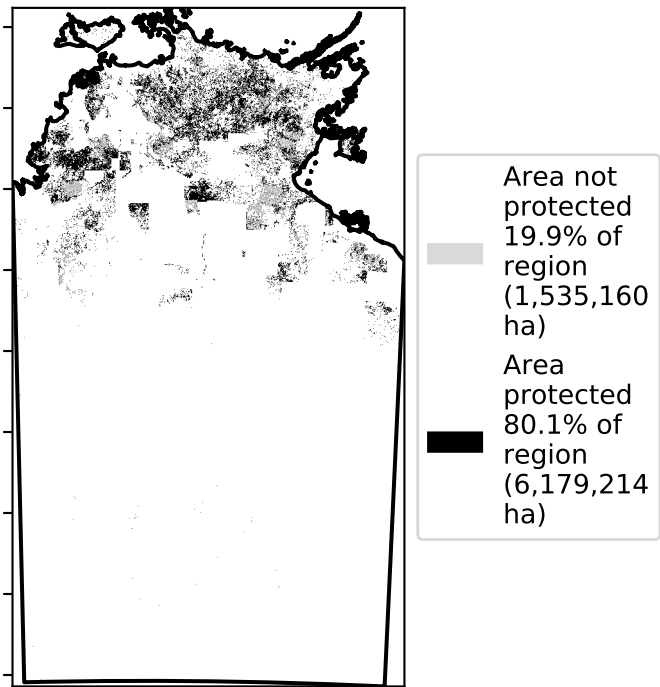 Area not
protected
19.9% of
region
(1,535,160
ha)
Area
protected
80.1% of
region
(6,179,214
ha)